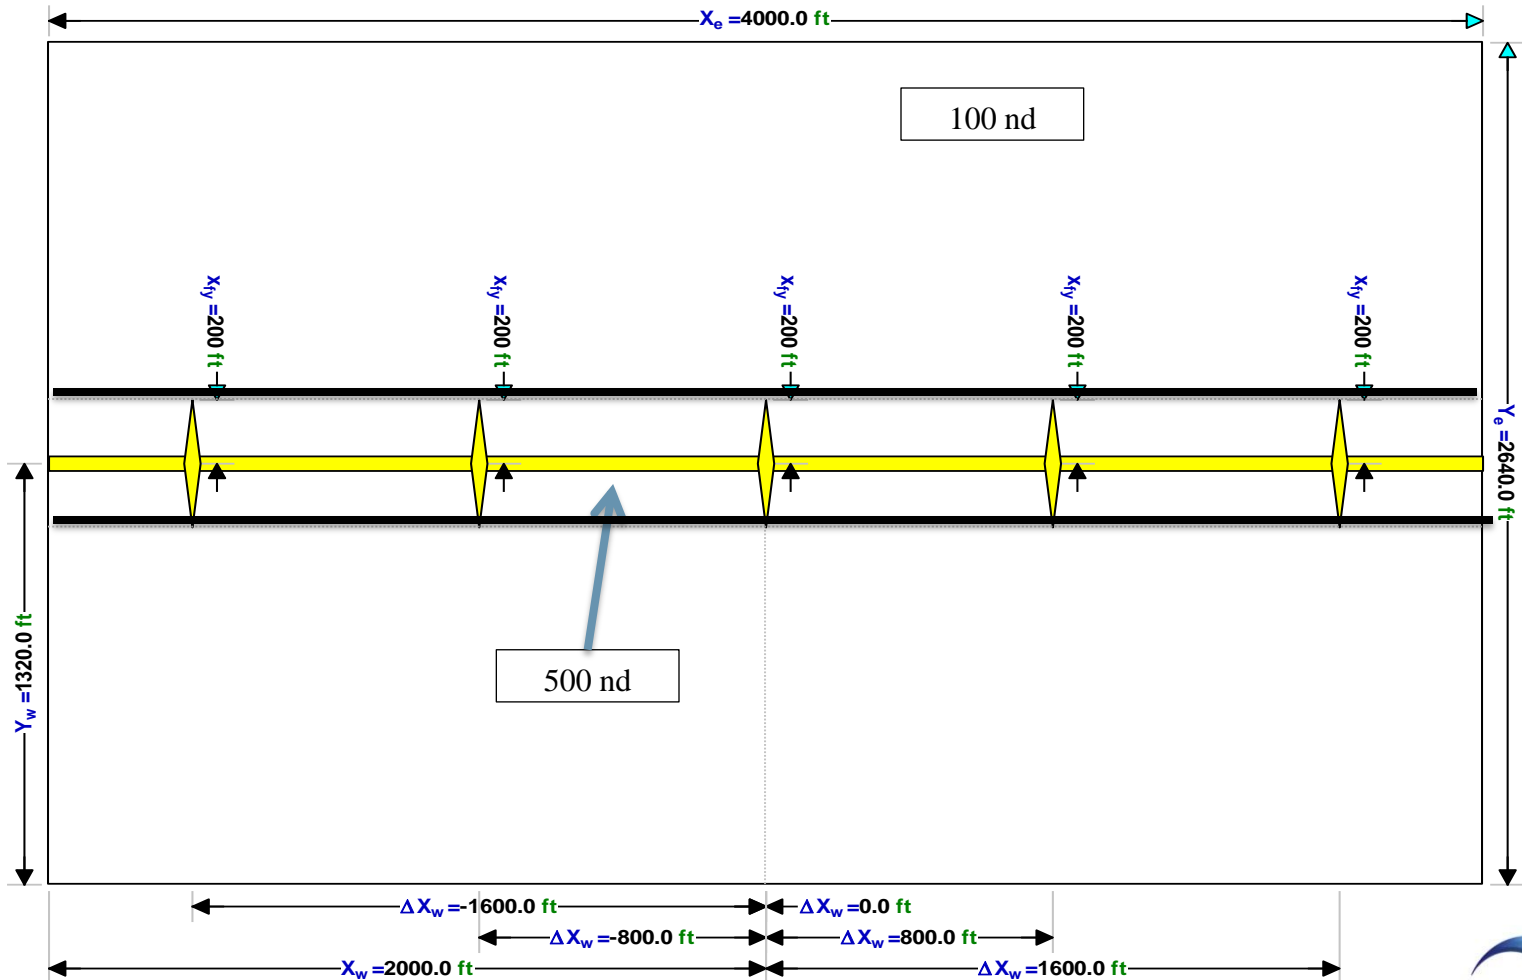 Xe =4000.0 ft
100 nd
xfy =200 ft
xfy =200 ft
xfy =200 ft
xfy =200 ft
xfy =200 ft
Ye =2640.0 ft
Yw =1320.0 ft
500 nd
ΔXw =-1600.0 ft
ΔXw =0.0 ft
ΔXw =-800.0 ft
ΔXw =800.0 ft
Xw =2000.0 ft
ΔXw =1600.0 ft